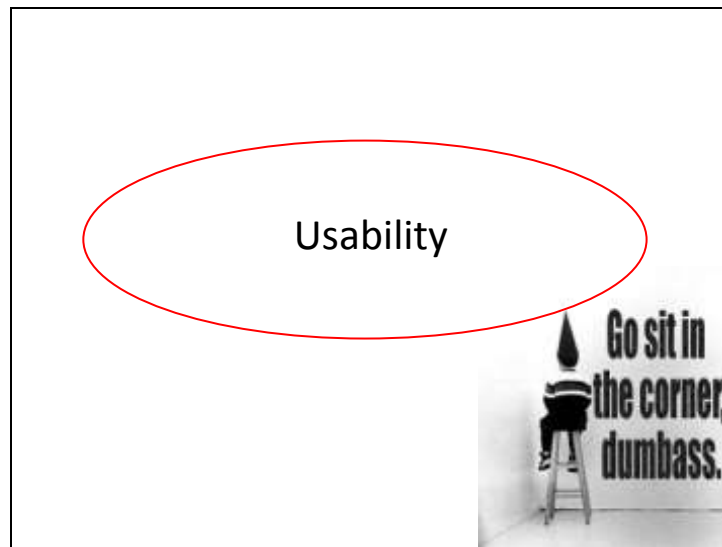 Usability
Go sit in
the corner,
dumbass.